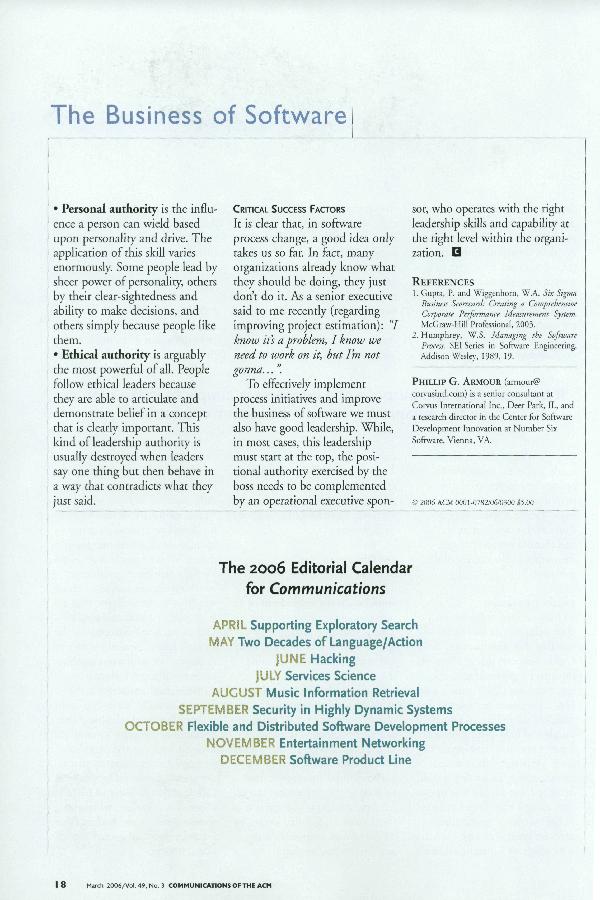 The Business of Software
• Personal authority is the influ-
ence a person can wield based
upon personality and drive. The
application of this skill varies
enormously. Some people lead by
sheer power of personality, others
by their clear-sightedness and
ability to make decisions, and
others simply because people like
them.
• Ethical authority is arguably
the most powerful of all. People
follow ethical leaders because
they are able to articulate and
demonstrate belief in a concept
that is clearly important. This
kind of leadership authority is
usually destroyed when leaders
say one thing but then behave in
a way that contradicts what they
just said.
CRITICAL SUCCESS FACTORS
It is clear that, in software
process change, a good idea only
takes us so far. In fact, many
organizations already know what
they should be doing, they just
don't do it. As a senior executive
said to me recently (regarding
improving project estimation): "I
know it's a problem, I know we
need to work on it, but I'm not
gonna…".
To effectively implement
process initiatives and improve
the business of software we must
also have good leadership. While,
in most cases, this leadership
must start at the top, the posi-
tional authority exercised by the
boss needs to be complemented
by an operational executive spon-
sor, who operates with the right
leadership skills and capability at
the right level within the organi-
zation. C
REFERENCES
1. Gupta, P. and Wiggenhorn, W.A. Six Sigma
Business Scorecard: Creating a Comprehensive
Corporate Performance Measurement System.
McGraw-Hill Professional, 2003.
2. Humphrey, W.S. Managing the Software
Process. SEI Series in Software Engineering,
Addison Wesley, 1989, 19.
PHILLIP G. ARMOUR (armour@
corvusintl.com) is a senior consultant at
Corvus International Inc., Deer Park, IL, and
a research director in the Center for Software
Development Innovation at Number Six
Software, Vienna, VA.
© 2006 ACM 0001-0782/06/0300 $5.00
The 2006 Editorial Calendar
for Communications
APRIL Supporting Exploratory Search
MAY Two Decades of Language/Action
JUNE Hacking
JULY Services Science
AUGUST Music Information Retrieval
SEPTEMBER Security in Highly Dynamic Systems
OCTOBER Flexible and Distributed Software Development Processes
NOVEMBER Entertainment Networking
DECEMBER Software Product Line
18 March 2006/Vol. 49, No. 3 COMMUNICATIONS OF THE ACM